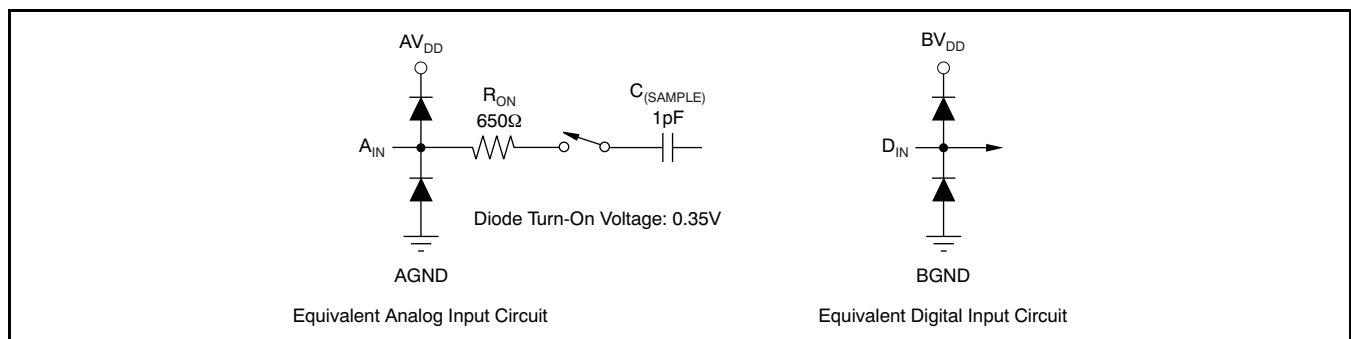 AV_DD
R_ON
650Ω
C_(SAMPLE)
1pF
A_IN
Diode Turn-On Voltage: 0.35V
AGND
Equivalent Analog Input Circuit
BV_DD
D_IN
BGND
Equivalent Digital Input Circuit